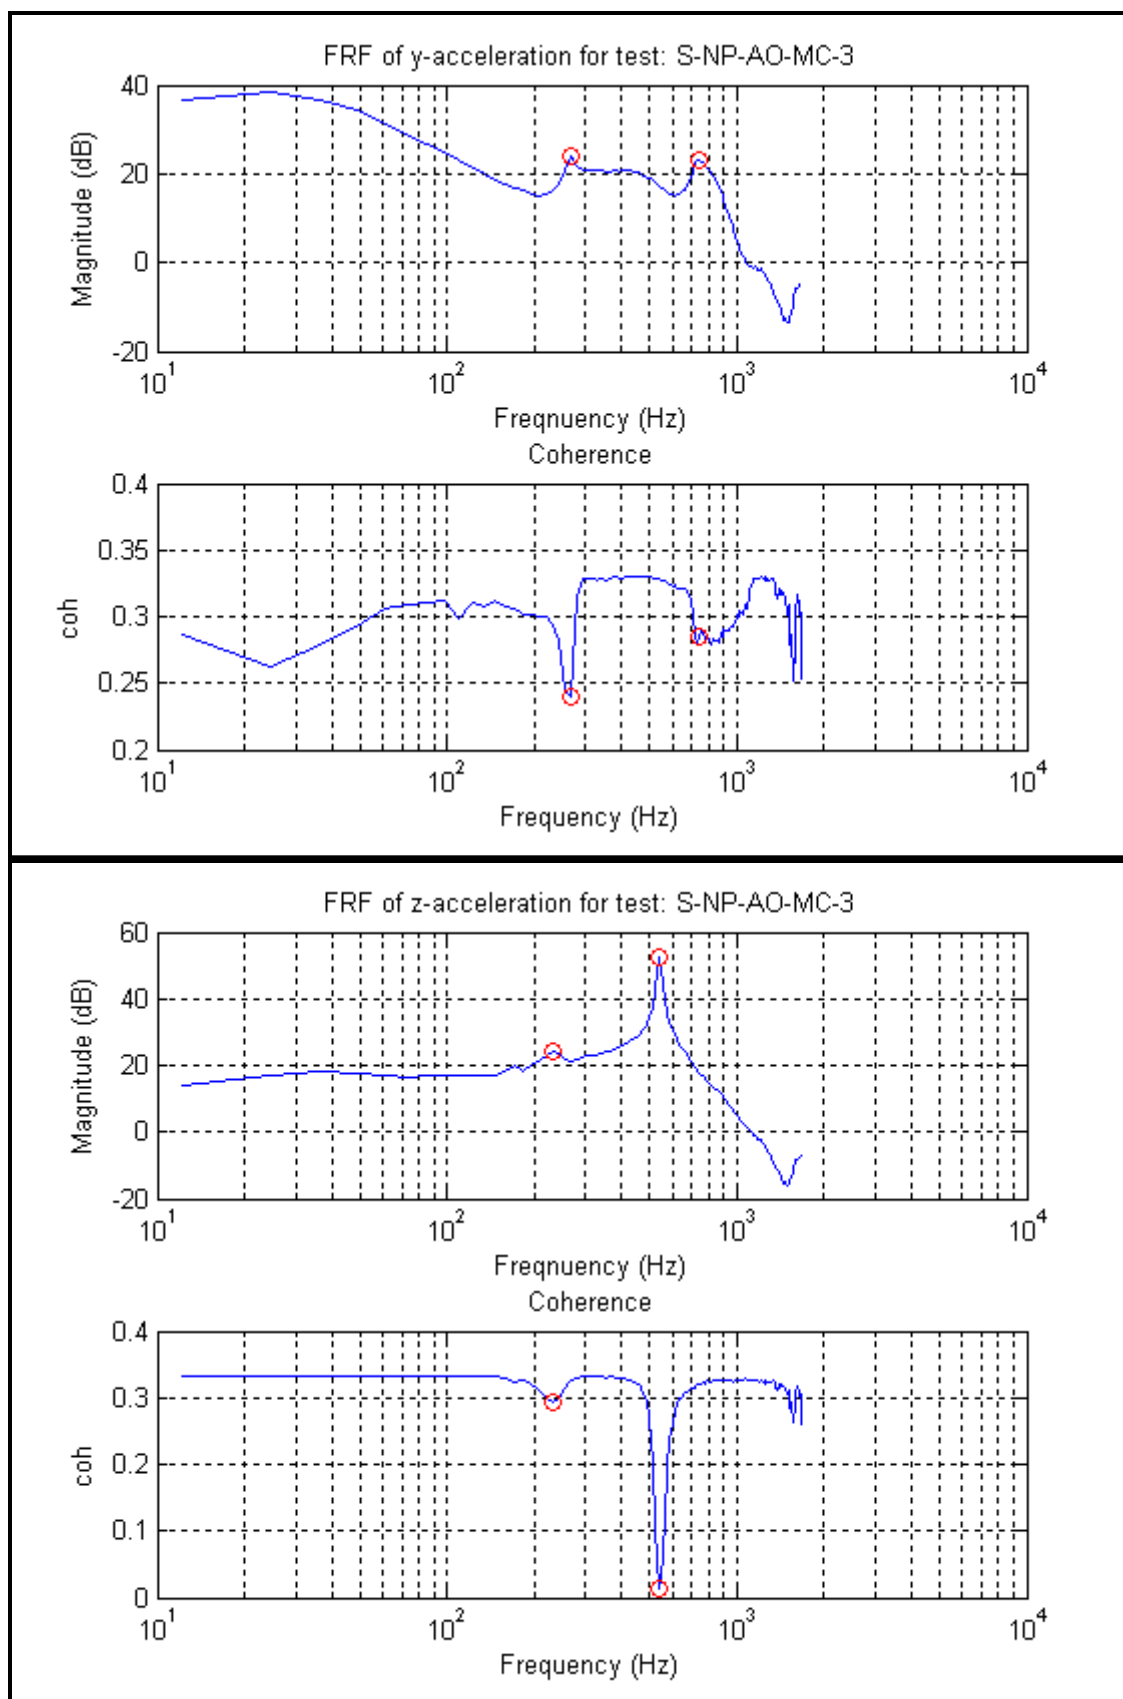 FRF of y-acceleration for test: S-NP-AO-MC-3
Magnitude (dB)
40
20
0
-20
10^1 10^2 10^3 10^4
Freqnuency (Hz)
Coherence
coh
0.4
0.35
0.3
0.25
0.2
10^1 10^2 10^3 10^4
Frequency (Hz)
FRF of z-acceleration for test: S-NP-AO-MC-3
Magnitude (dB)
60
40
20
0
-20
10^1 10^2 10^3 10^4
Freqnuency (Hz)
Coherence
coh
0.4
0.3
0.2
0.1
0
10^1 10^2 10^3 10^4
Frequency (Hz)